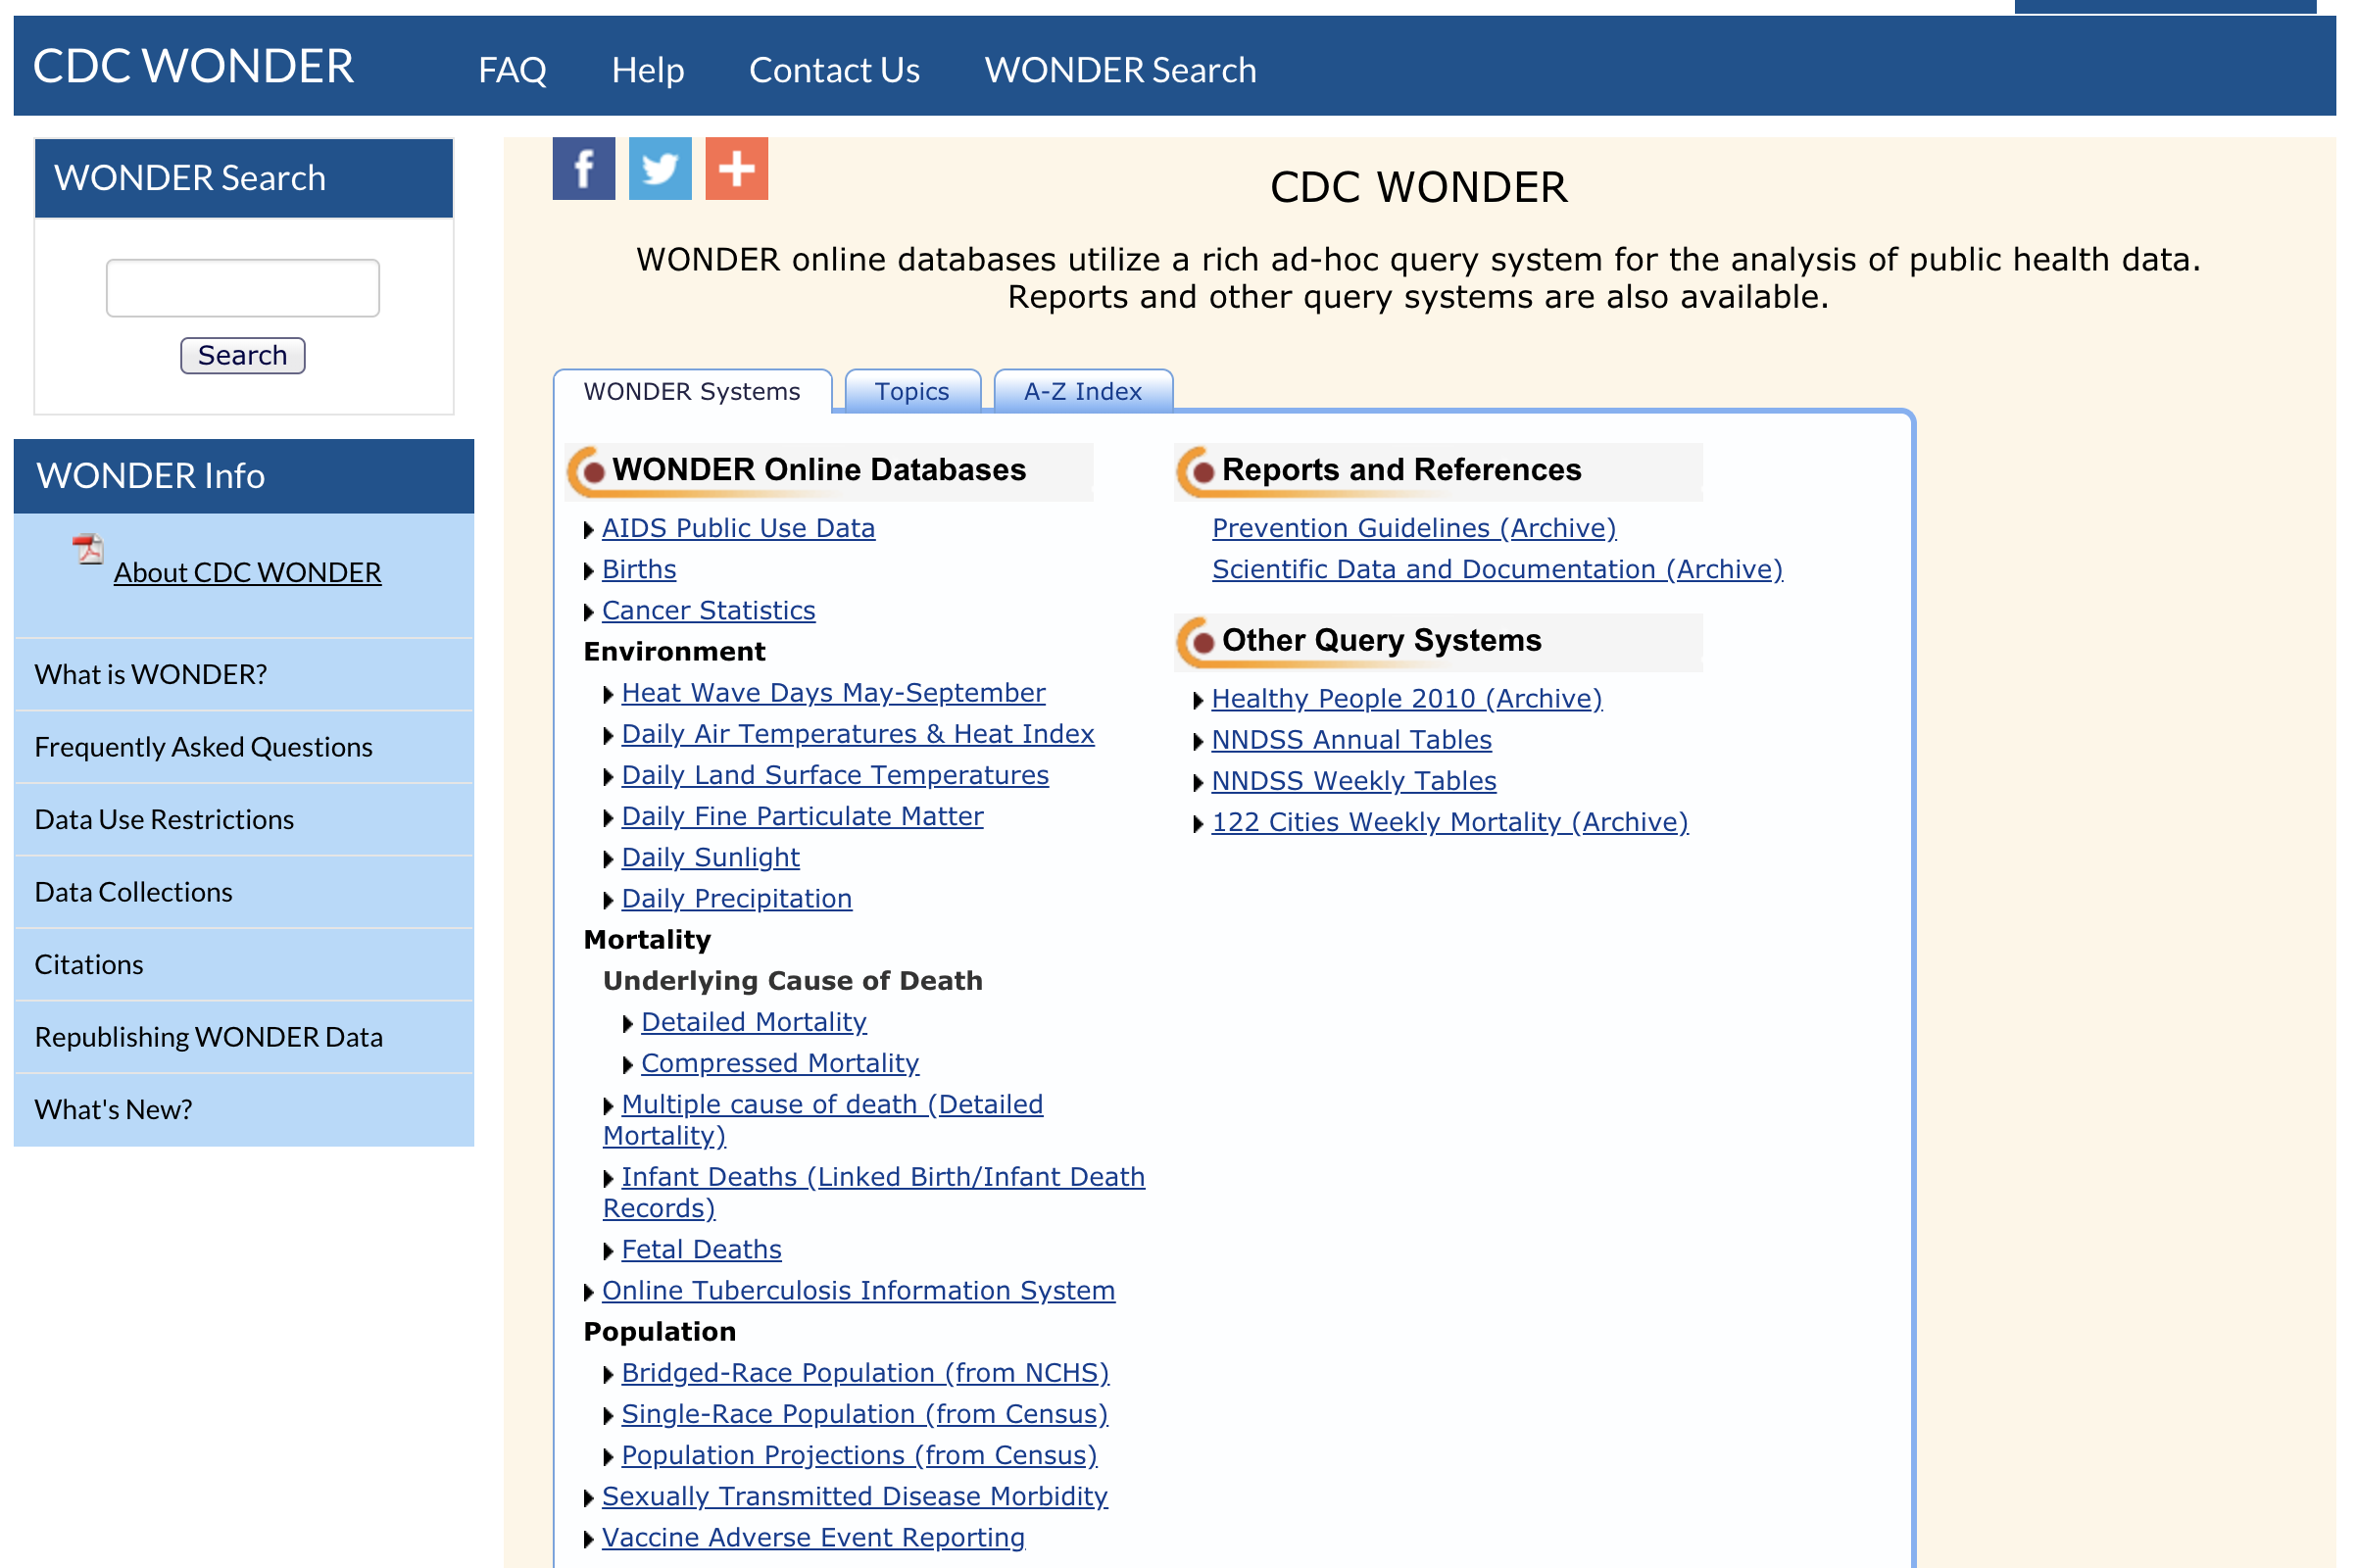 CDC WONDER
FAQ
Help
Contact Us
WONDER Search
WONDER Search
Search
WONDER Info
About CDC WONDER
What is WONDER?
Frequently Asked Questions
Data Use Restrictions
Data Collections
Citations
Republishing WONDER Data
What's New?
CDC WONDER
WONDER online databases utilize a rich ad-hoc query system for the analysis of public health data.
Reports and other query systems are also available.
WONDER Systems
Topics
A-Z Index
WONDER Online Databases
AIDS Public Use Data
Births
Cancer Statistics
Environment
Heat Wave Days May-September
Daily Air Temperatures & Heat Index
Daily Land Surface Temperatures
Daily Fine Particulate Matter
Daily Sunlight
Daily Precipitation
Mortality
Underlying Cause of Death
Detailed Mortality
Compressed Mortality
Multiple cause of death (Detailed
Mortality)
Infant Deaths (Linked Birth/Infant Death
Records)
Fetal Deaths
Online Tuberculosis Information System
Population
Bridged-Race Population (from NCHS)
Single-Race Population (from Census)
Population Projections (from Census)
Sexually Transmitted Disease Morbidity
Vaccine Adverse Event Reporting
Reports and References
Prevention Guidelines (Archive)
Scientific Data and Documentation (Archive)
Other Query Systems
Healthy People 2010 (Archive)
NNDSS Annual Tables
NNDSS Weekly Tables
122 Cities Weekly Mortality (Archive)